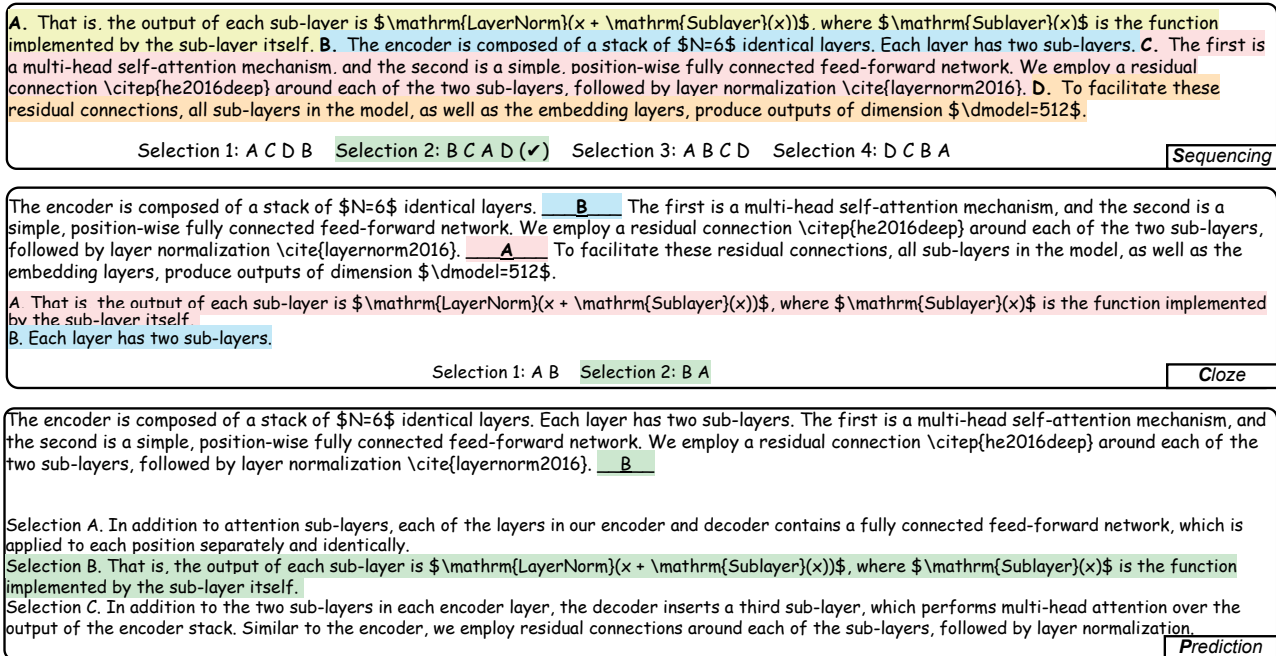 A. That is, the output of each sub-layer is $\mathrm{LayerNorm}(x + \mathrm{Sublayer}(x))$, where $\mathrm{Sublayer}(x)$ is the function
implemented by the sub-layer itself. B. The encoder is composed of a stack of $N=6$ identical layers. Each layer has two sub-layers. C. The first is
a multi-head self-attention mechanism, and the second is a simple, position-wise fully connected feed-forward network. We employ a residual
connection \citep{he2016deep} around each of the two sub-layers, followed by layer normalization \cite{layernorm2016}. D. To facilitate these
residual connections, all sub-layers in the model, as well as the embedding layers, produce outputs of dimension $\dmodel=512$.
Selection 1: A C D B Selection 2: B C A D (✔) Selection 3: A B C D Selection 4: D C B A
Sequencing
The encoder is composed of a stack of $N=6$ identical layers. ___B___ The first is a multi-head self-attention mechanism, and the second is a
simple, position-wise fully connected feed-forward network. We employ a residual connection \citep{he2016deep} around each of the two sub-layers,
followed by layer normalization \cite{layernorm2016}. ___A___ To facilitate these residual connections, all sub-layers in the model, as well as the
embedding layers, produce outputs of dimension $\dmodel=512$.
A. That is, the output of each sub-layer is $\mathrm{LayerNorm}(x + \mathrm{Sublayer}(x))$, where $\mathrm{Sublayer}(x)$ is the function implemented
by the sub-layer itself.
B. Each layer has two sub-layers.
Selection 1: A B Selection 2: B A
Cloze
The encoder is composed of a stack of $N=6$ identical layers. Each layer has two sub-layers. The first is a multi-head self-attention mechanism, and
the second is a simple, position-wise fully connected feed-forward network. We employ a residual connection \citep{he2016deep} around each of the
two sub-layers, followed by layer normalization \cite{layernorm2016}. __B__
Selection A. In addition to attention sub-layers, each of the layers in our encoder and decoder contains a fully connected feed-forward network, which is
applied to each position separately and identically.
Selection B. That is, the output of each sub-layer is $\mathrm{LayerNorm}(x + \mathrm{Sublayer}(x))$, where $\mathrm{Sublayer}(x)$ is the function
implemented by the sub-layer itself.
Selection C. In addition to the two sub-layers in each encoder layer, the decoder inserts a third sub-layer, which performs multi-head attention over the
output of the encoder stack. Similar to the encoder, we employ residual connections around each of the sub-layers, followed by layer normalization.
Prediction